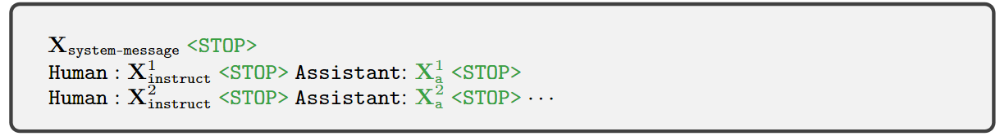 X_system-message <STOP>
Human : X^1_instruct <STOP> Assistant: X^1_a <STOP>
Human : X^2_instruct <STOP> Assistant: X^2_a <STOP> ···